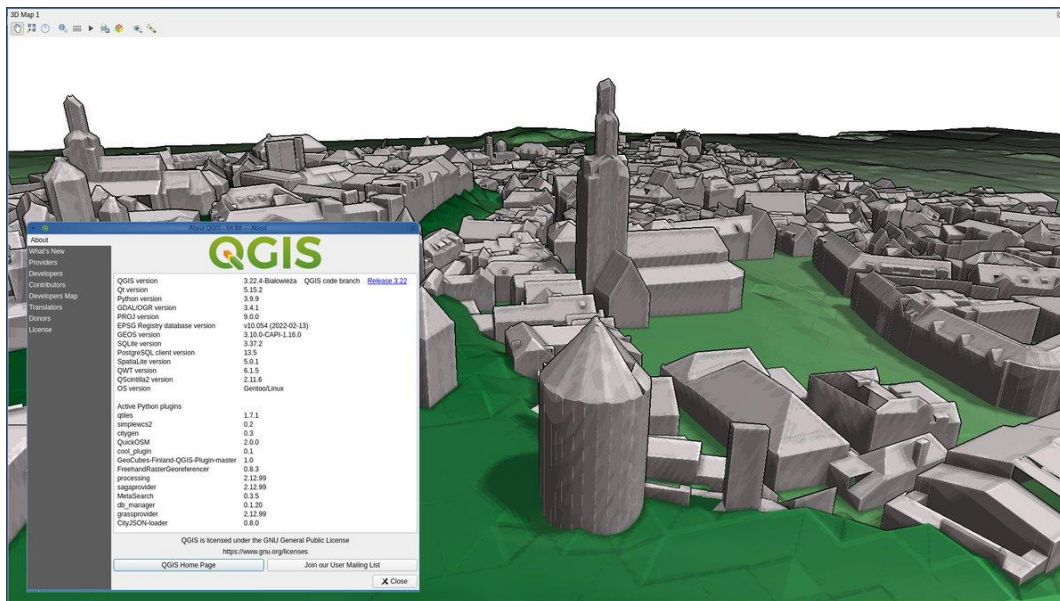 3D Map 1
About QGIS - 64 Bit — About
About
What's New
Providers
Developers
Contributors
Developers Map
Translators
Donors
License
QGIS
QGIS version 3.22.4-Białowieża QGIS code branch Release 3.22
Qt version 5.15.2
Python version 3.9.9
GDAL/OGR version 3.4.1
PROJ version 9.0.0
EPSG Registry database version v10.054 (2022-02-13)
GEOS version 3.10.0-CAPI-1.16.0
SQLite version 3.37.2
PostgreSQL client version 13.5
SpatiaLite version 5.0.1
QWT version 6.1.5
QScintilla2 version 2.11.6
OS version Gentoo/Linux
Active Python plugins
qtiles 1.7.1
simplewcs2 0.2
citygen 0.3
QuickOSM 2.0.0
cool_plugin 0.1
GeoCubes-Finland-QGIS-Plugin-master 1.0
FreehandRasterGeoreferencer 0.8.3
processing 2.12.99
sagaprovider 2.12.99
MetaSearch 0.3.5
db_manager 0.1.20
grassprovider 2.12.99
CityJSON-loader 0.8.0
QGIS is licensed under the GNU General Public License
https://www.gnu.org/licenses
QGIS Home Page
Join our User Mailing List
Close